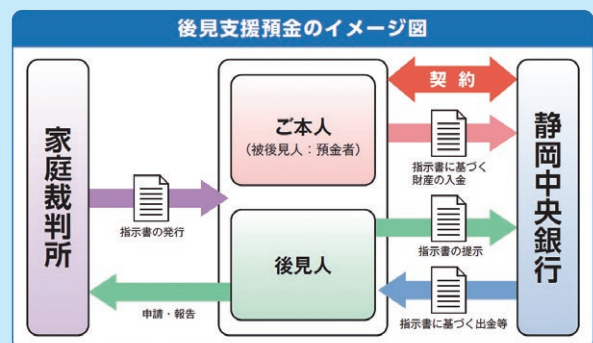 後見支援預金のイメージ図
家庭裁判所
指示書の発行
申請・報告
ご本人
（被後見人：預金者）
後見人
契約
指示書に基づく
財産の入金
指示書の提示
指示書に基づく出金等
静岡中央銀行